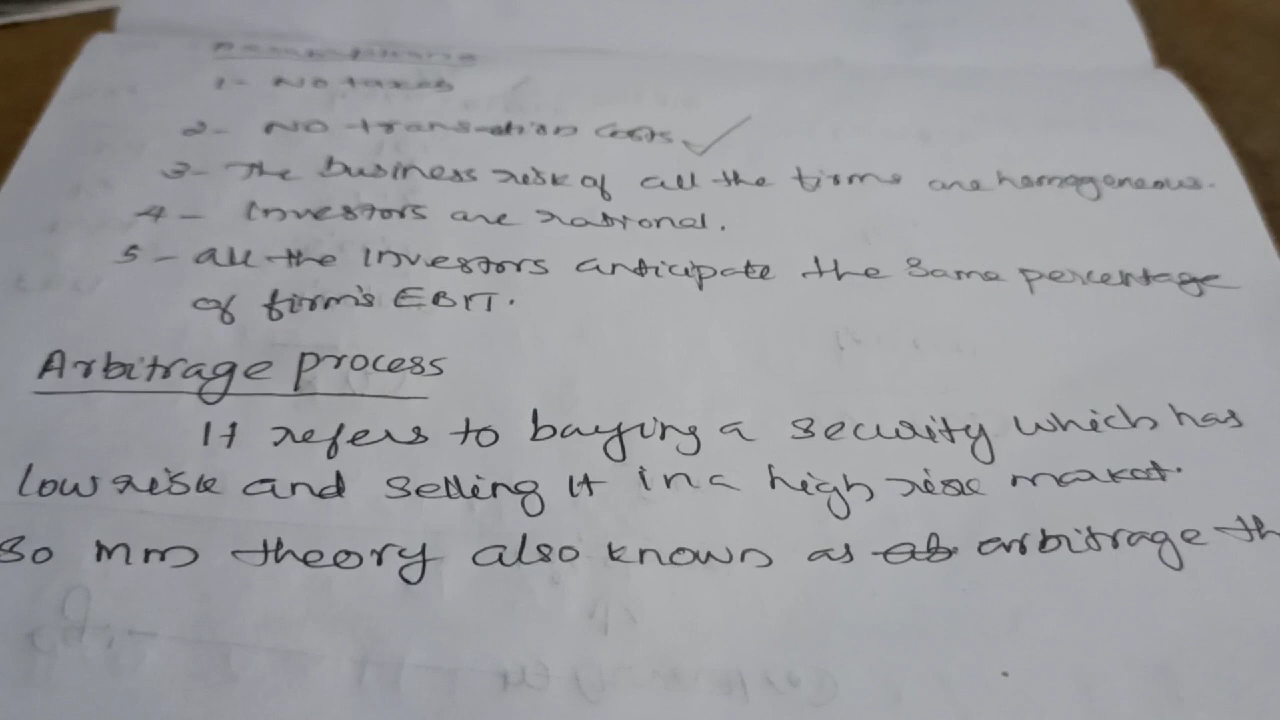 Assumptions
1- No taxes
2- No transaction costs ✓
3- The business risk of all the firms are homogeneous.
4- Investors are rational.
5- all the investors anticipate the same percentage
of firm's EBIT.
Arbitrage process
It refers to buying a security which has
low risk and selling it in a high risk market.
So mm theory also known as arbitrage th